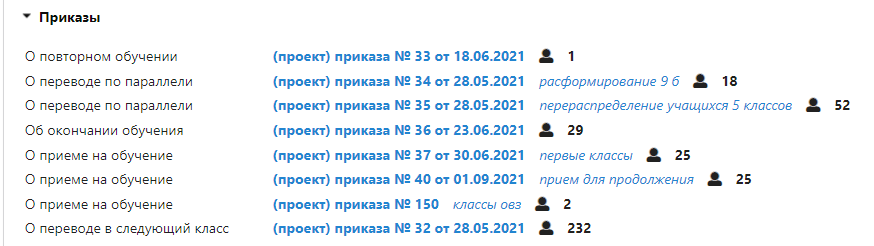 Приказы
О повторном обучении (проект) приказа № 33 от 18.06.2021 1
О переводе по параллели (проект) приказа № 34 от 28.05.2021 расформирование 9 б 18
О переводе по параллели (проект) приказа № 35 от 28.05.2021 перераспределение учащихся 5 классов 52
Об окончании обучения (проект) приказа № 36 от 23.06.2021 29
О приеме на обучение (проект) приказа № 37 от 30.06.2021 первые классы 25
О приеме на обучение (проект) приказа № 40 от 01.09.2021 прием для продолжения 25
О приеме на обучение (проект) приказа № 150 классы овз 2
О переводе в следующий класс (проект) приказа № 32 от 28.05.2021 232